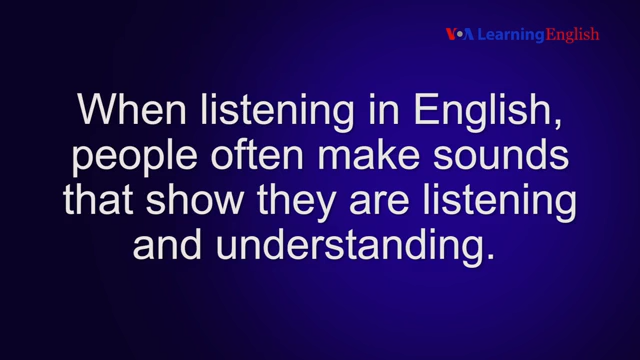 VOA Learning English
When listening in English,
people often make sounds
that show they are listening
and understanding.